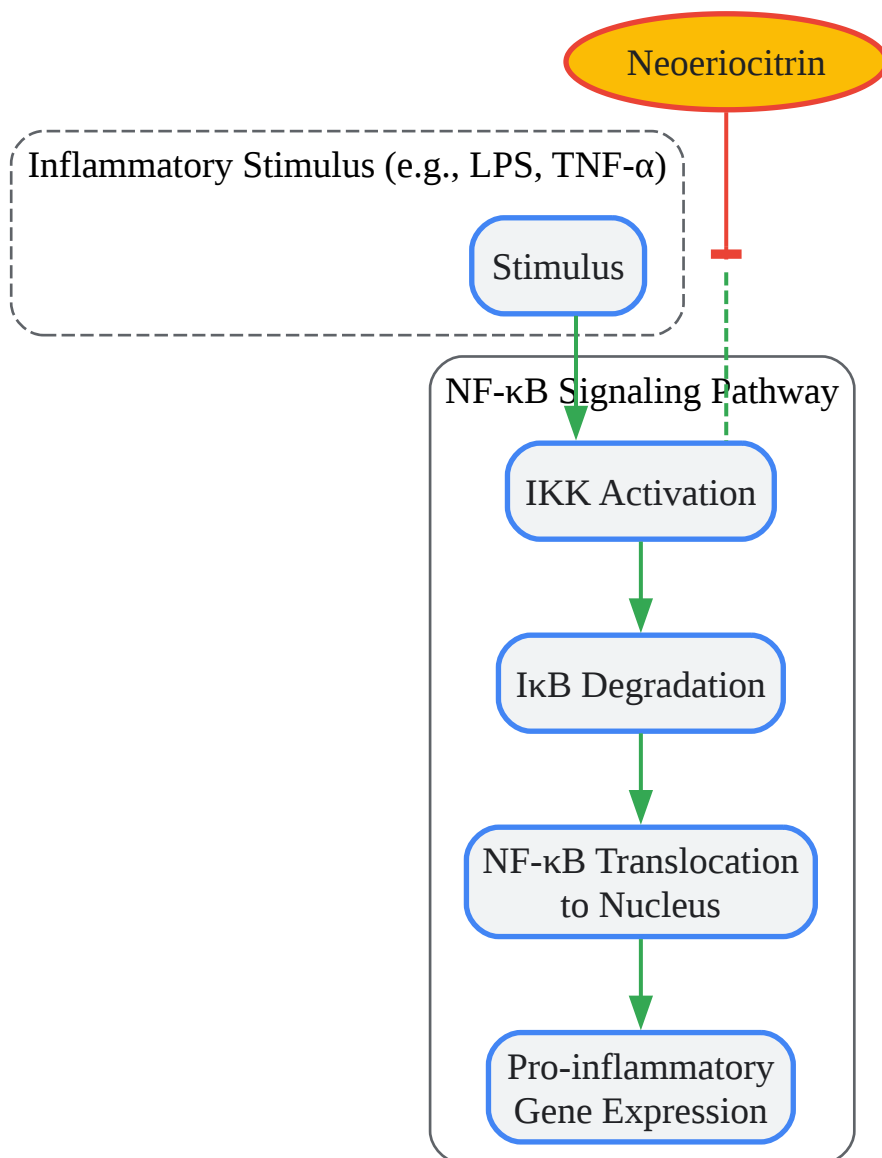 Neoeriocitrin
Inflammatory Stimulus (e.g., LPS, TNF-α)
Stimulus
NF-κB Signaling Pathway
IKK Activation
IκB Degradation
NF-κB Translocation
to Nucleus
Pro-inflammatory
Gene Expression